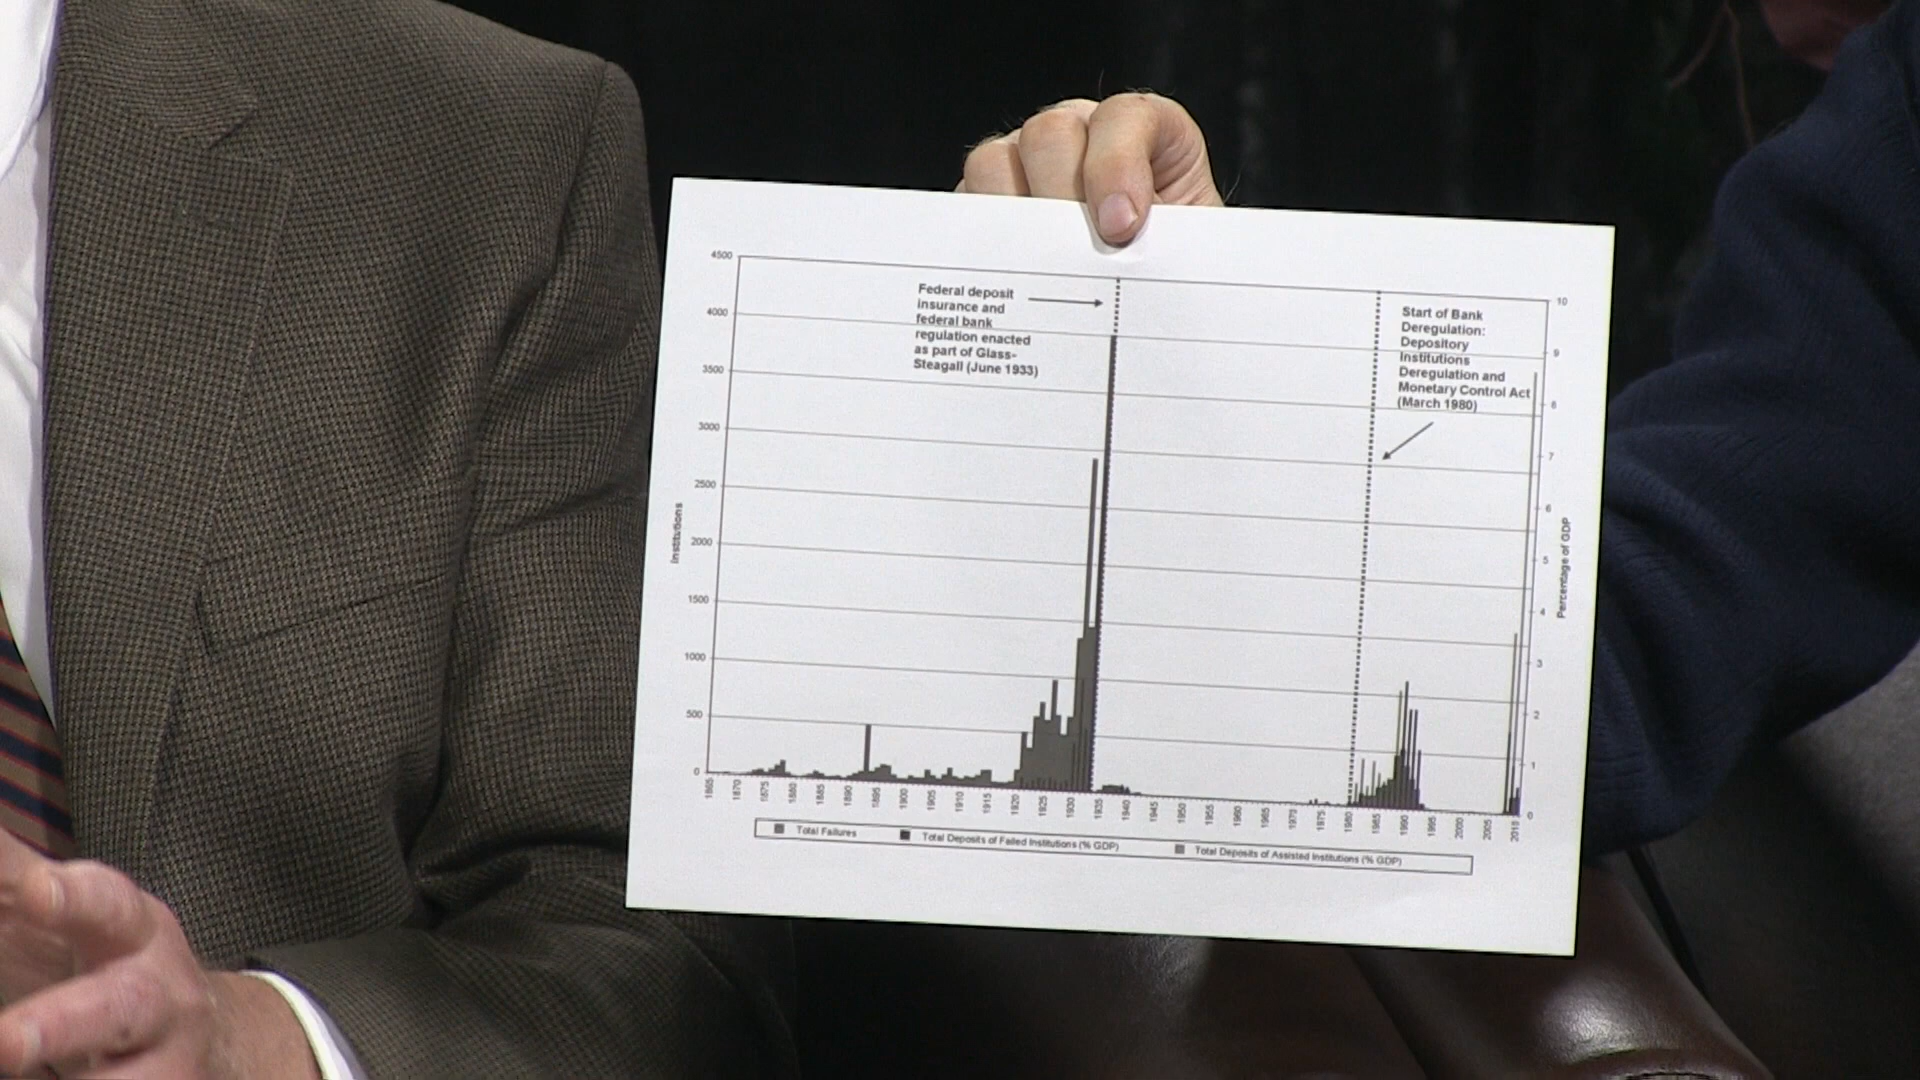 Federal deposit
insurance and
federal bank
regulation enacted
as part of Glass-
Steagall (June 1933)
Start of Bank
Deregulation:
Depository
Institutions
Deregulation and
Monetary Control Act
(March 1980)
4500
4000
3500
3000
2500
2000
1500
1000
500
0
Institutions
10
9
8
7
6
5
4
3
2
1
0
Percentage of GDP
1865 1870 1875 1880 1885 1890 1895 1900 1905 1910 1915 1920 1925 1930 1935 1940 1945 1950 1955 1960 1965 1970 1975 1980 1985 1990 1995 2000 2005 2010
Total Failures Total Deposits of Failed Institutions (% GDP) Total Deposits of Assisted Institutions (% GDP)